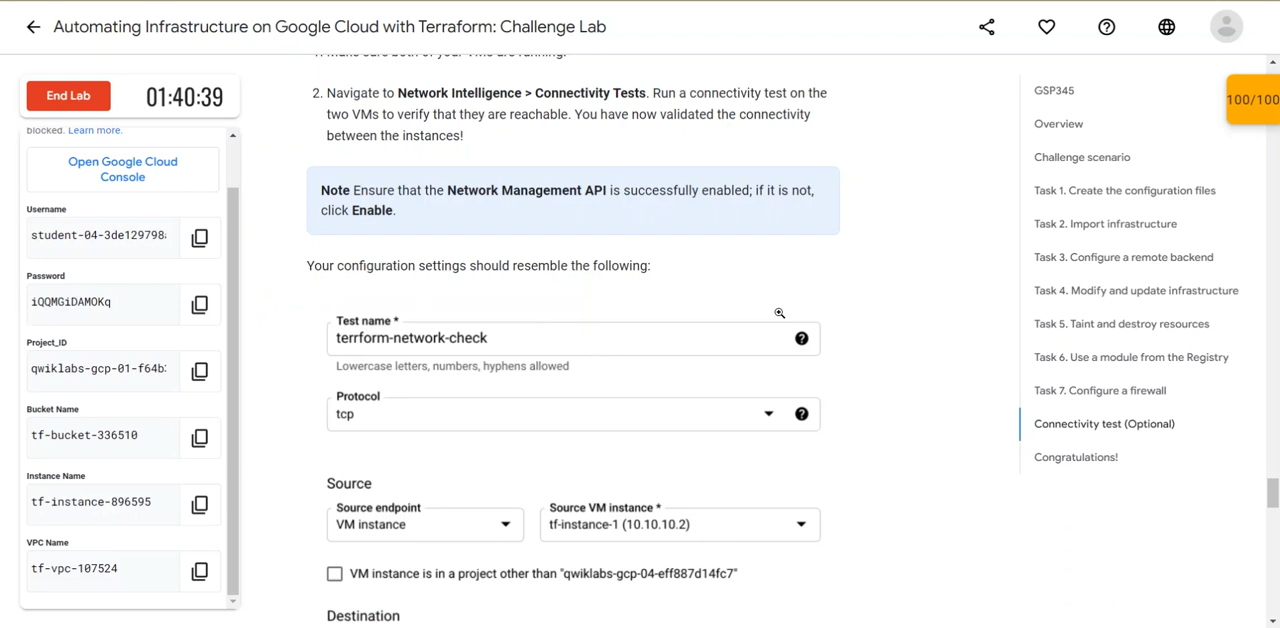 Automating Infrastructure on Google Cloud with Terraform: Challenge Lab
End Lab
01:40:39
blocked. Learn more.
Open Google Cloud
Console
Username
student-04-3de129798
Password
iQQMGiDAMOKq
Project_ID
qwiklabs-gcp-01-f64b
Bucket Name
tf-bucket-336510
Instance Name
tf-instance-896595
VPC Name
tf-vpc-107524
1. Make sure both of your VMs are running.
2. Navigate to Network Intelligence > Connectivity Tests. Run a connectivity test on the
two VMs to verify that they are reachable. You have now validated the connectivity
between the instances!
Note Ensure that the Network Management API is successfully enabled; if it is not,
click Enable.
Your configuration settings should resemble the following:
Test name *
terrform-network-check
Lowercase letters, numbers, hyphens allowed
Protocol
tcp
Source
Source endpoint
VM instance
Source VM instance *
tf-instance-1 (10.10.10.2)
VM instance is in a project other than "qwiklabs-gcp-04-eff887d14fc7"
Destination
100/100
GSP345
Overview
Challenge scenario
Task 1. Create the configuration files
Task 2. Import infrastructure
Task 3. Configure a remote backend
Task 4. Modify and update infrastructure
Task 5. Taint and destroy resources
Task 6. Use a module from the Registry
Task 7. Configure a firewall
Connectivity test (Optional)
Congratulations!